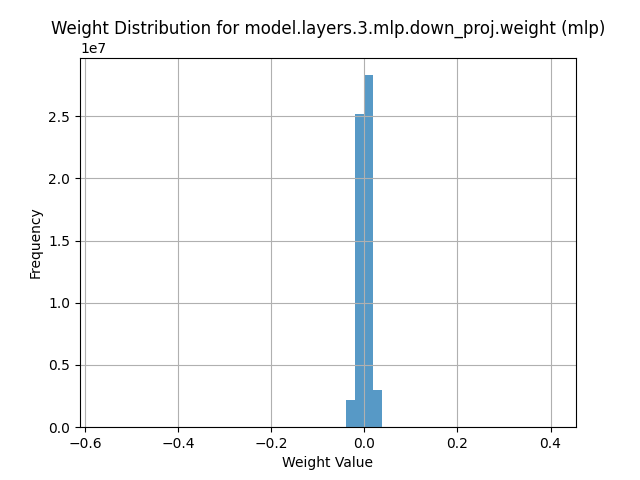 Weight Distribution for model.layers.3.mlp.down_proj.weight (mlp)
1e7
2.5
2.0
1.5
1.0
0.5
0.0
Frequency
−0.6 −0.4 −0.2 0.0 0.2 0.4
Weight Value